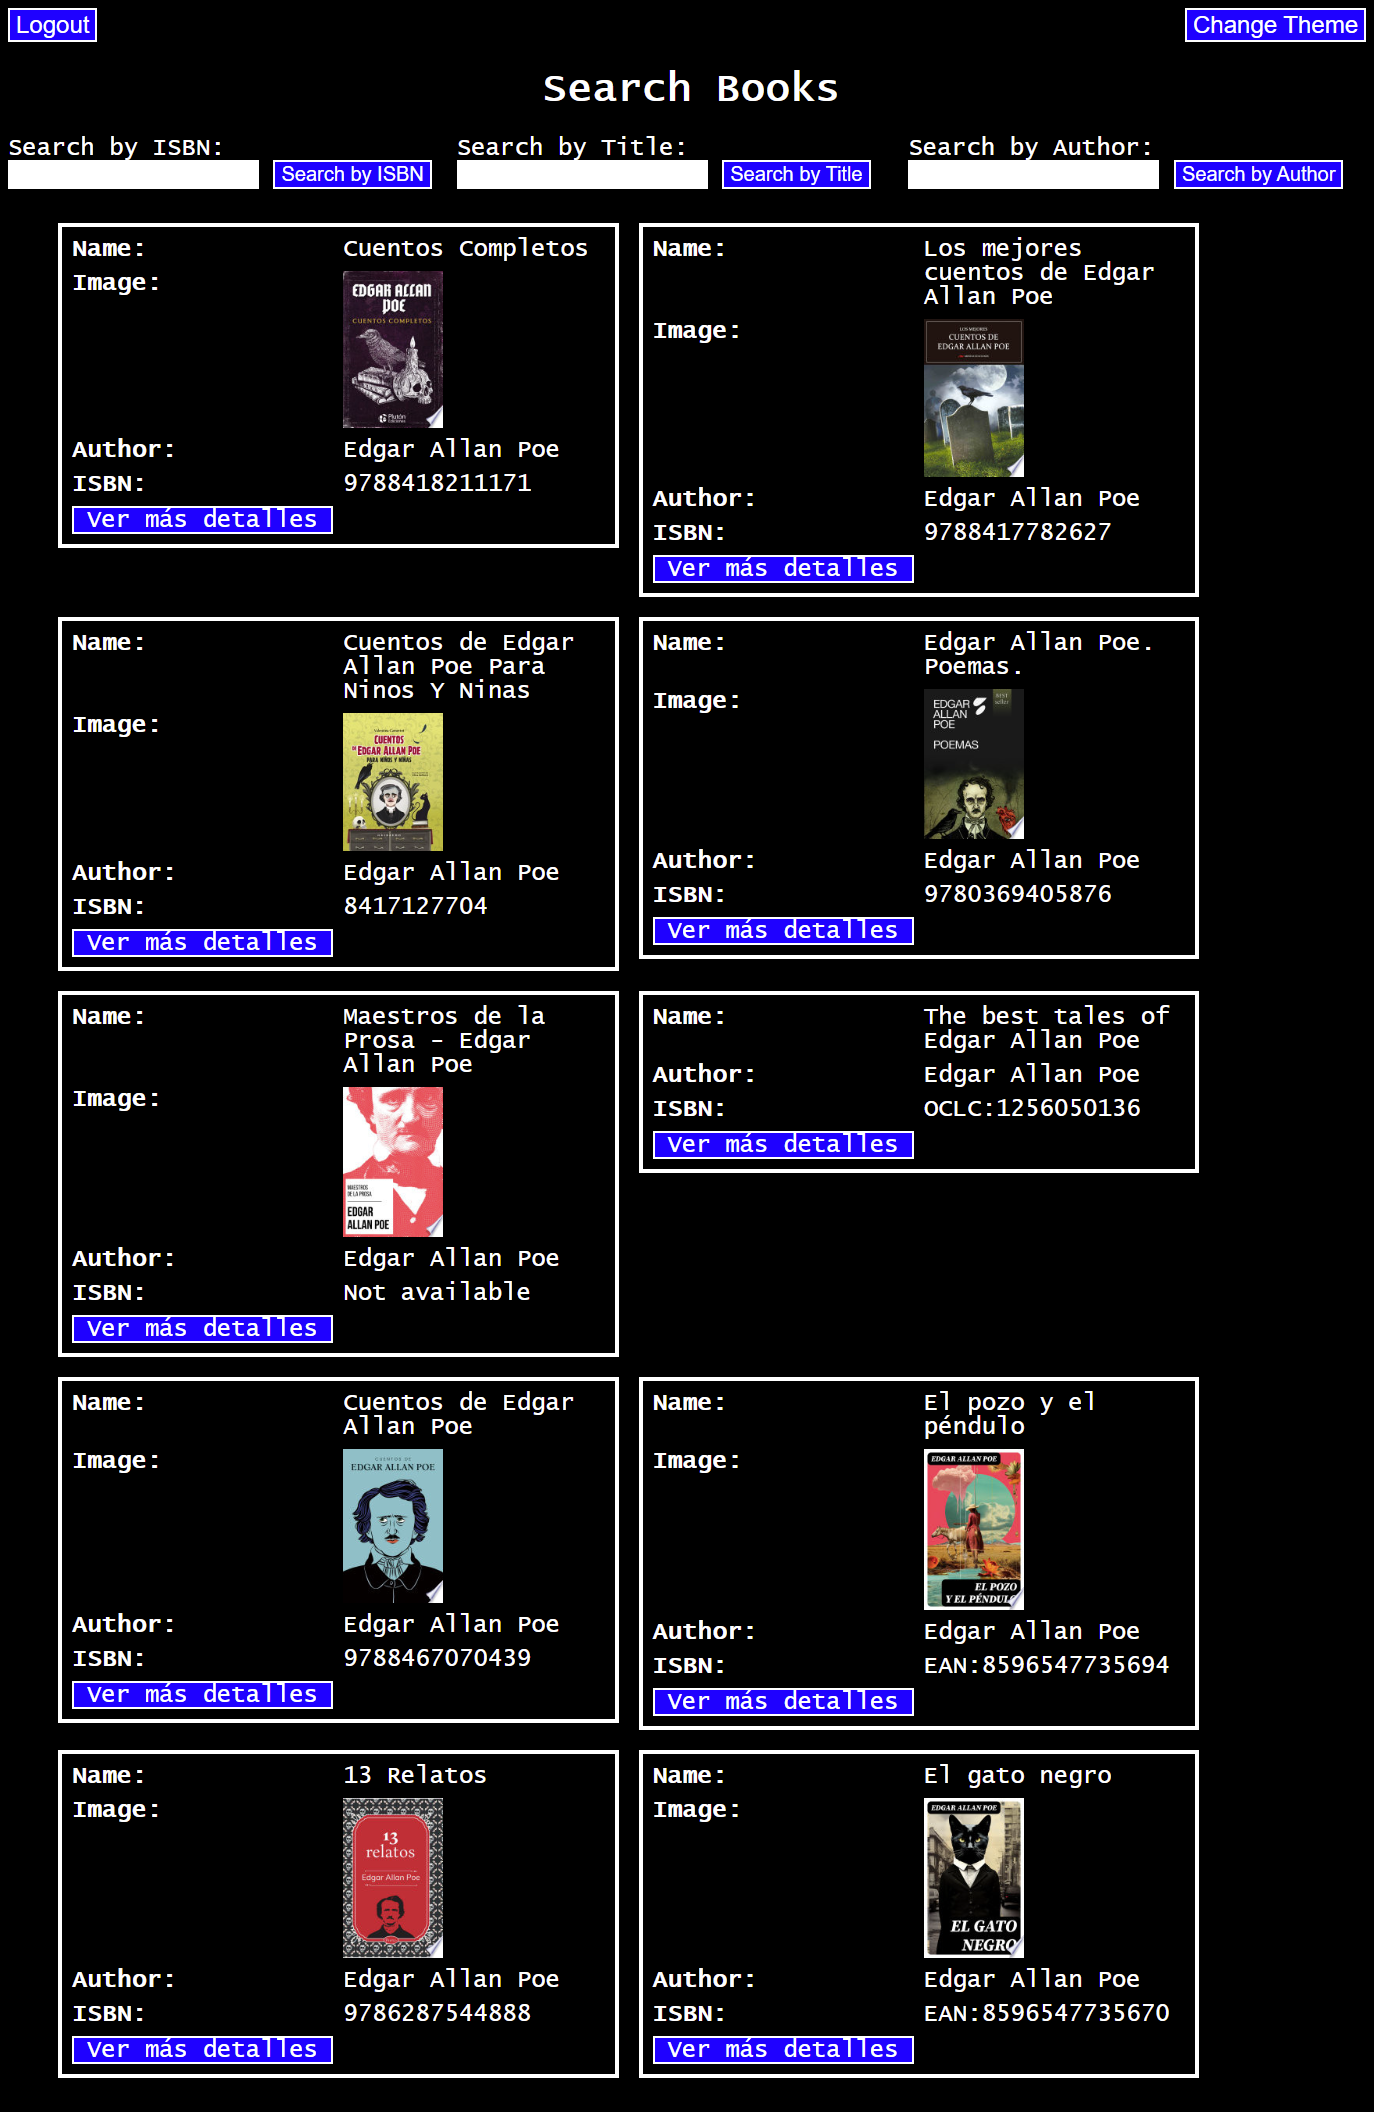 Logout
Change Theme
Search Books
Search by ISBN:
Search by ISBN
Search by Title:
Search by Title
Search by Author:
Search by Author
Name: Cuentos Completos
Image:
EDGAR ALLAN
POE
CUENTOS COMPLETOS
Plutón
Ediciones
Author: Edgar Allan Poe
ISBN: 9788418211171
Ver más detalles
Name: Los mejores
cuentos de Edgar
Allan Poe
Image:
LOS MEJORES
CUENTOS DE
EDGAR ALLAN POE
Author: Edgar Allan Poe
ISBN: 9788417782627
Ver más detalles
Name: Cuentos de Edgar
Allan Poe Para
Ninos Y Ninas
Image:
CUENTOS
DE EDGAR ALLAN POE
PARA NIÑOS Y NIÑAS
Author: Edgar Allan Poe
ISBN: 8417127704
Ver más detalles
Name: Edgar Allan Poe.
Poemas.
Image:
EDGAR
ALLAN
POE
POEMAS
BEST
seller
Author: Edgar Allan Poe
ISBN: 9780369405876
Ver más detalles
Name: Maestros de la
Prosa - Edgar
Allan Poe
Image:
MAESTROS
DE LA PROSA
EDGAR
ALLAN POE
Author: Edgar Allan Poe
ISBN: Not available
Ver más detalles
Name: The best tales of
Edgar Allan Poe
Author: Edgar Allan Poe
ISBN: OCLC:1256050136
Ver más detalles
Name: Cuentos de Edgar
Allan Poe
Image:
CUENTOS DE
EDGAR ALLAN POE
Author: Edgar Allan Poe
ISBN: 9788467070439
Ver más detalles
Name: El pozo y el
péndulo
Image:
EDGAR ALLAN POE
EL POZO
Y EL PÉNDULO
Author: Edgar Allan Poe
ISBN: EAN:8596547735694
Ver más detalles
Name: 13 Relatos
Image:
13
relatos
Edgar Allan Poe
Author: Edgar Allan Poe
ISBN: 9786287544888
Ver más detalles
Name: El gato negro
Image:
EDGAR ALLAN POE
EL GATO
NEGRO
Author: Edgar Allan Poe
ISBN: EAN:8596547735670
Ver más detalles